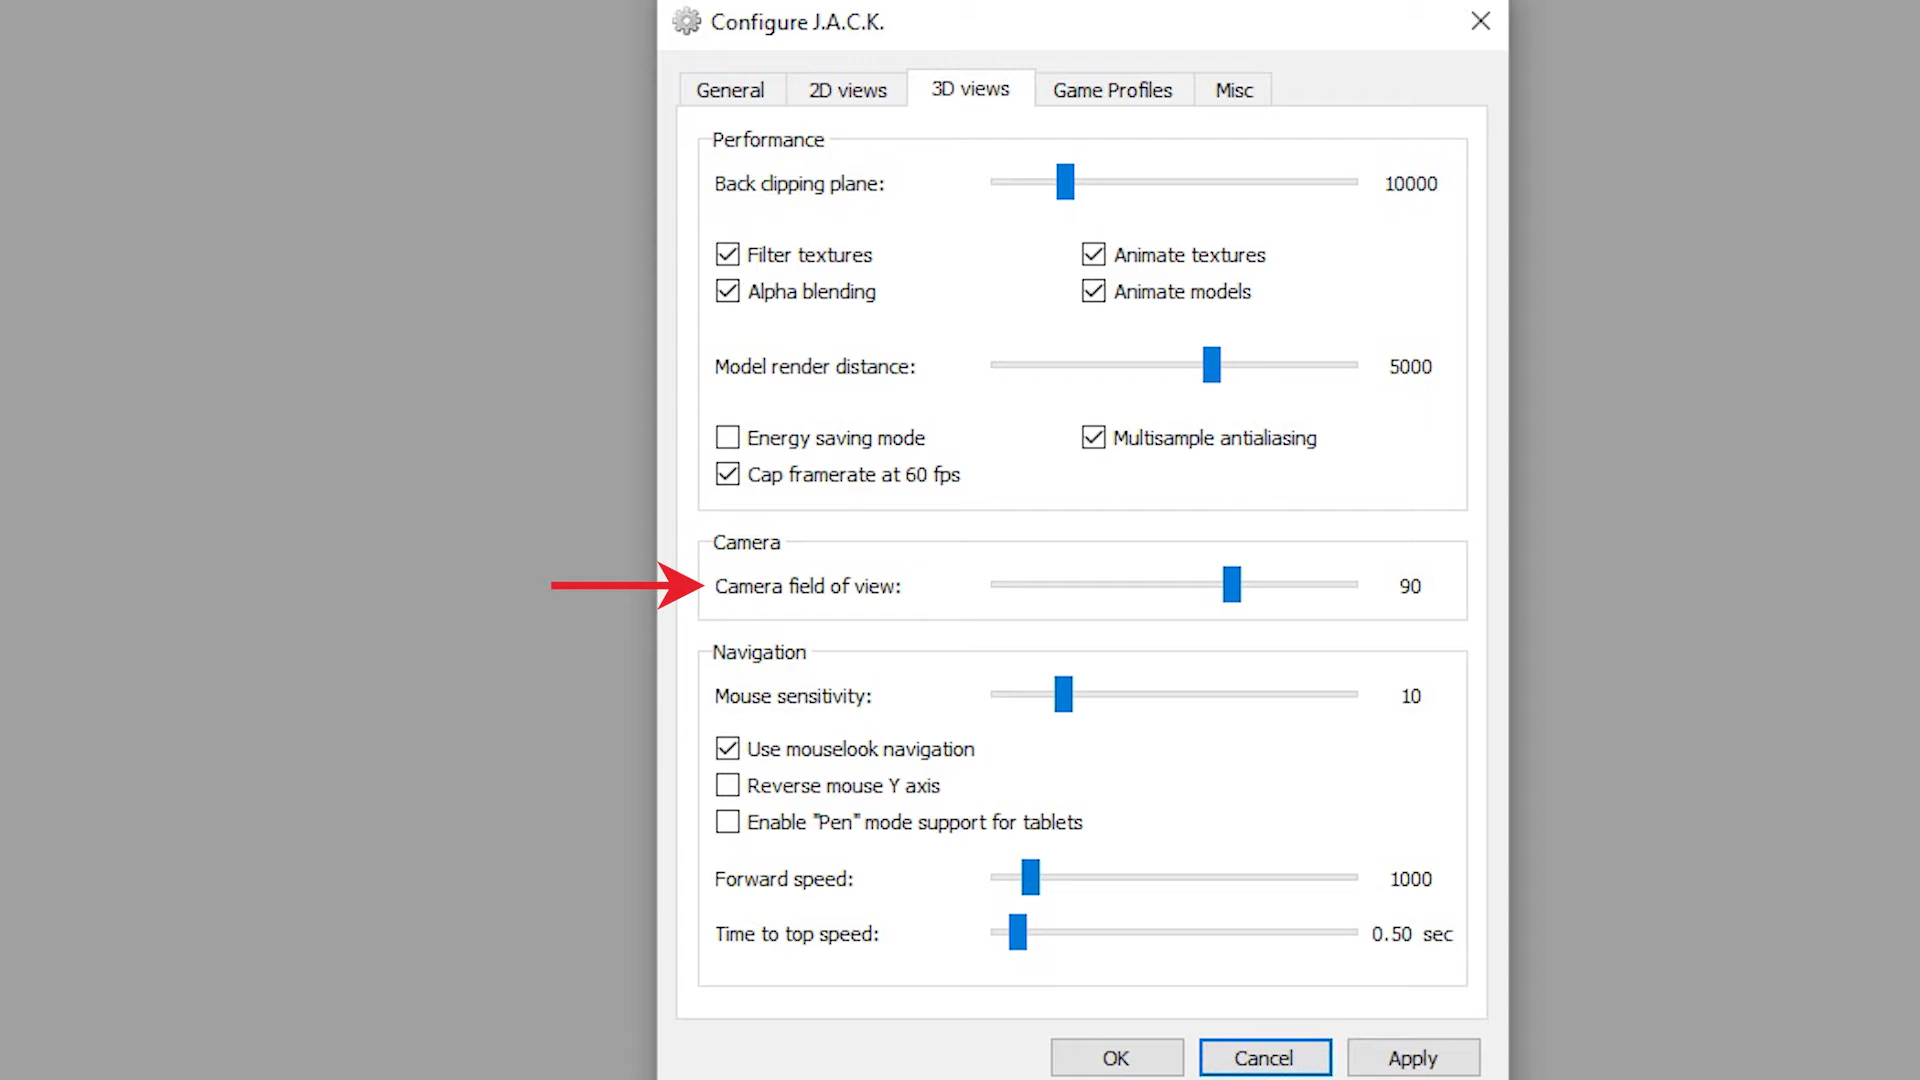 Configure J.A.C.K.
General 2D views 3D views Game Profiles Misc
Performance
Back clipping plane: 10000
Filter textures Animate textures
Alpha blending Animate models
Model render distance: 5000
Energy saving mode Multisample antialiasing
Cap framerate at 60 fps
Camera
Camera field of view: 90
Navigation
Mouse sensitivity: 10
Use mouselook navigation
Reverse mouse Y axis
Enable "Pen" mode support for tablets
Forward speed: 1000
Time to top speed: 0.50 sec
OK Cancel Apply